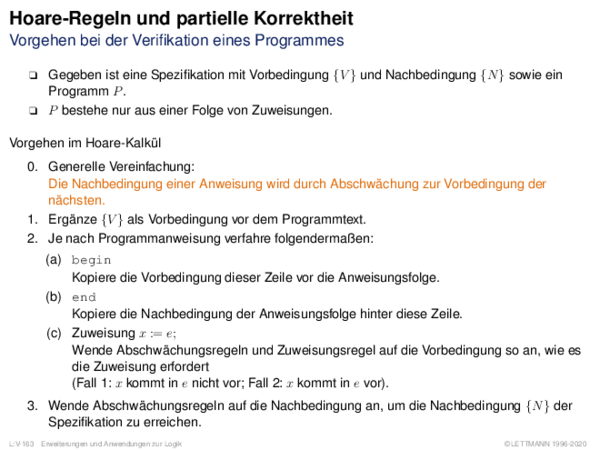 Hoare-Regeln und partielle Korrektheit
Vorgehen bei der Verifikation eines Programmes
❑ Gegeben ist eine Spezifikation mit Vorbedingung {V} und Nachbedingung {N} sowie ein
Programm P.
❑ P bestehe nur aus einer Folge von Zuweisungen.
Vorgehen im Hoare-Kalkül
0. Generelle Vereinfachung:
Die Nachbedingung einer Anweisung wird durch Abschwächung zur Vorbedingung der
nächsten.
1. Ergänze {V} als Vorbedingung vor dem Programmtext.
2. Je nach Programmanweisung verfahre folgendermaßen:
(a) begin
Kopiere die Vorbedingung dieser Zeile vor die Anweisungsfolge.
(b) end
Kopiere die Nachbedingung der Anweisungsfolge hinter diese Zeile.
(c) Zuweisung x := e;
Wende Abschwächungsregeln und Zuweisungsregel auf die Vorbedingung so an, wie es
die Zuweisung erfordert
(Fall 1: x kommt in e nicht vor; Fall 2: x kommt in e vor).
3. Wende Abschwächungsregeln auf die Nachbedingung an, um die Nachbedingung {N} der
Spezifikation zu erreichen.
L:V-163 Erweiterungen und Anwendungen zur Logik ©LETTMANN 1996-2020